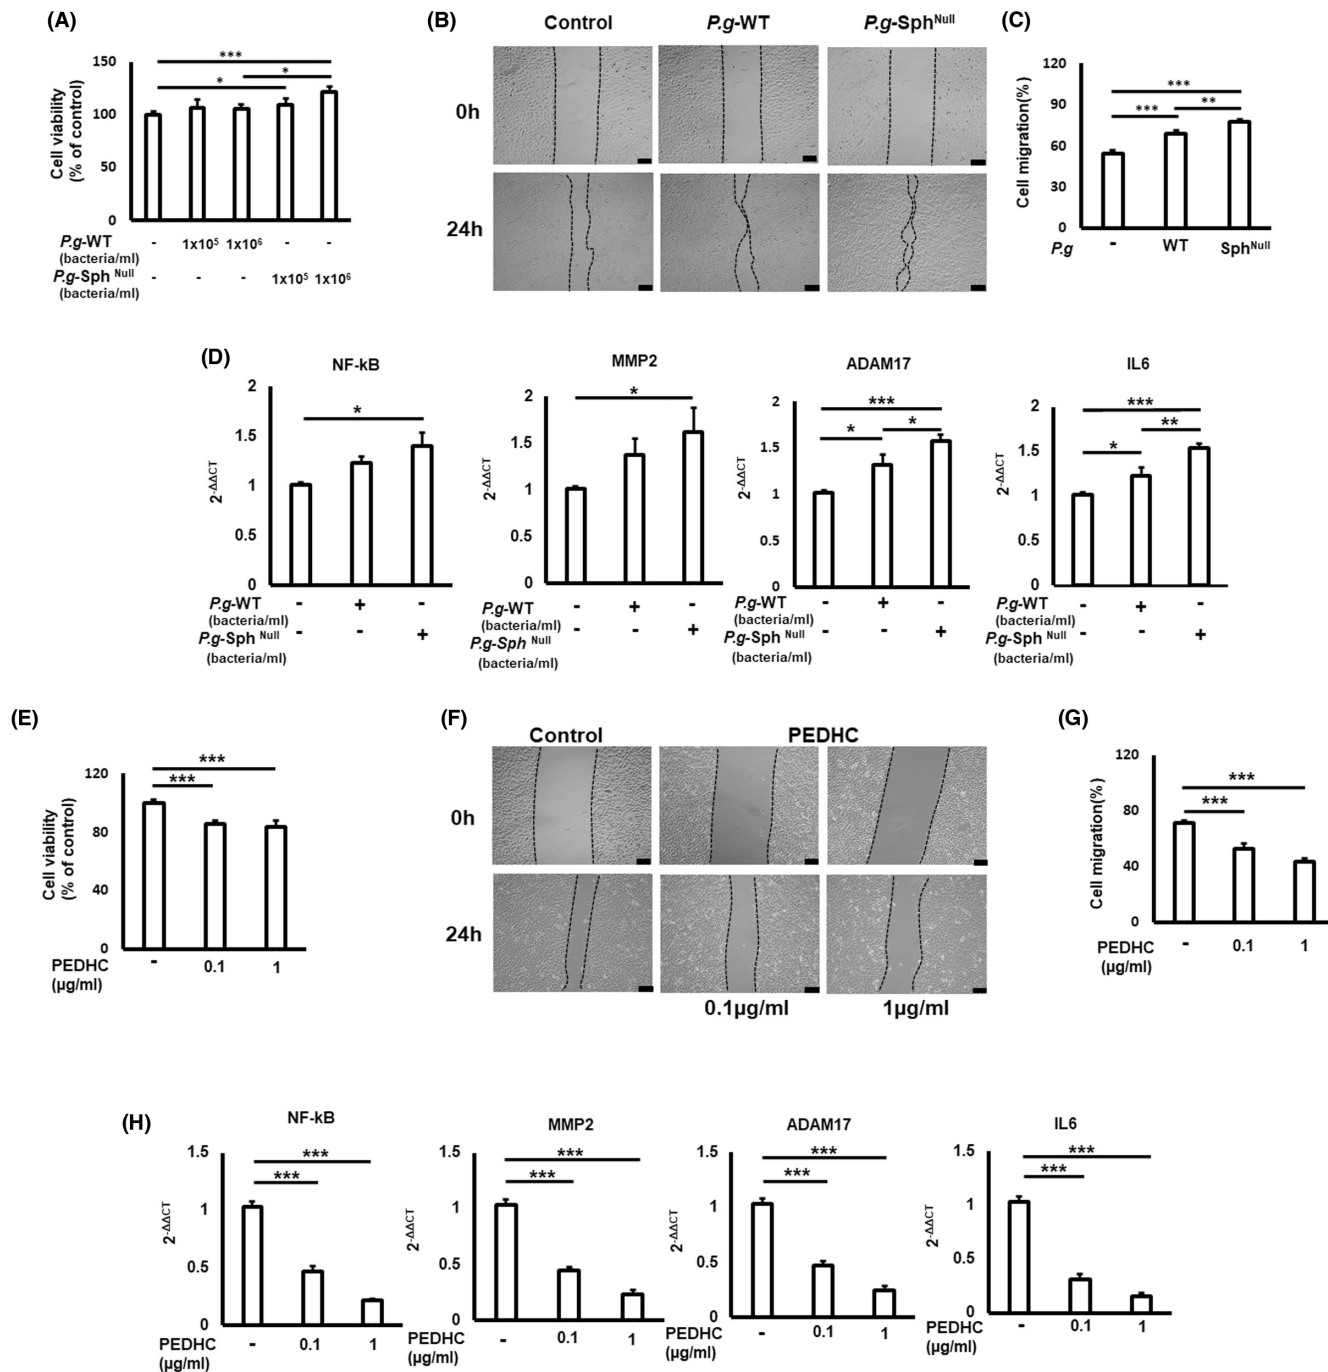 (A)
***
*
*
150
100
50
0
Cell viability
(% of control)
P.g-WT - 1x10⁵ 1x10⁶ - -
(bacteria/ml)
P.g-Sph Null - - - 1x10⁵ 1x10⁶
(bacteria/ml)
(B)
Control P.g-WT P.g-SphNull
0h
24h
(C)
***
*** **
120
90
60
30
0
Cell migration(%)
P.g - WT SphNull
(D)
NF-kB
*
2
1.5
1
0.5
0
2-ΔΔCT
P.g-WT - + -
(bacteria/ml)
P.g-Sph Null - - +
(bacteria/ml)
MMP2
*
2
1.5
1
0.5
0
2-ΔΔCT
P.g-WT - + -
(bacteria/ml)
P.g-Sph Null - - +
(bacteria/ml)
ADAM17
***
* *
2
1.5
1
0.5
0
2-ΔΔCT
P.g-WT - + -
(bacteria/ml)
P.g-Sph Null - - +
(bacteria/ml)
IL6
***
* **
2
1.5
1
0.5
0
2-ΔΔCT
P.g-WT - + -
(bacteria/ml)
P.g-Sph Null - - +
(bacteria/ml)
(E)
***
***
120
80
40
0
Cell viability
(% of control)
PEDHC - 0.1 1
(µg/ml)
(F)
Control PEDHC
0h
24h
0.1µg/ml 1µg/ml
(G)
***
***
120
80
40
0
Cell migration(%)
PEDHC - 0.1 1
(µg/ml)
(H)
NF-kB
***
***
1.5
1
0.5
0
2-ΔΔCT
PEDHC - 0.1 1
(µg/ml)
MMP2
***
***
1.5
1
0.5
0
2-ΔΔCT
PEDHC - 0.1 1
(µg/ml)
ADAM17
***
***
1.5
1
0.5
0
2-ΔΔCT
PEDHC - 0.1 1
(µg/ml)
IL6
***
***
1.5
1
0.5
0
2-ΔΔCT
PEDHC - 0.1 1
(µg/ml)